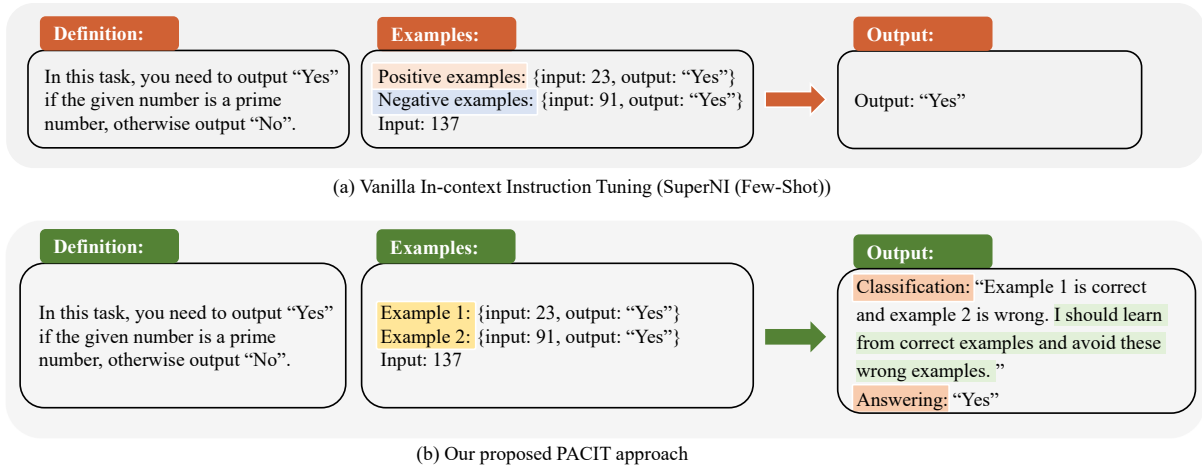 Definition:
In this task, you need to output “Yes”
if the given number is a prime
number, otherwise output “No”.
Examples:
Positive examples: {input: 23, output: “Yes”}
Negative examples: {input: 91, output: “Yes”}
Input: 137
Output:
Output: “Yes”
(a) Vanilla In-context Instruction Tuning (SuperNI (Few-Shot))
Definition:
In this task, you need to output “Yes”
if the given number is a prime
number, otherwise output “No”.
Examples:
Example 1: {input: 23, output: “Yes”}
Example 2: {input: 91, output: “Yes”}
Input: 137
Output:
Classification: “Example 1 is correct
and example 2 is wrong. I should learn
from correct examples and avoid these
wrong examples. ”
Answering: “Yes”
(b) Our proposed PACIT approach